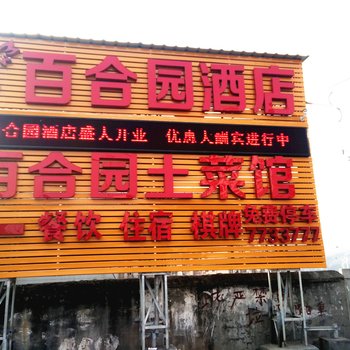 百合园酒店
合园酒店盛大开业 优惠大酬宾进行中
百合园土菜馆
餐饮 住宿 棋牌 免费停车
7733777